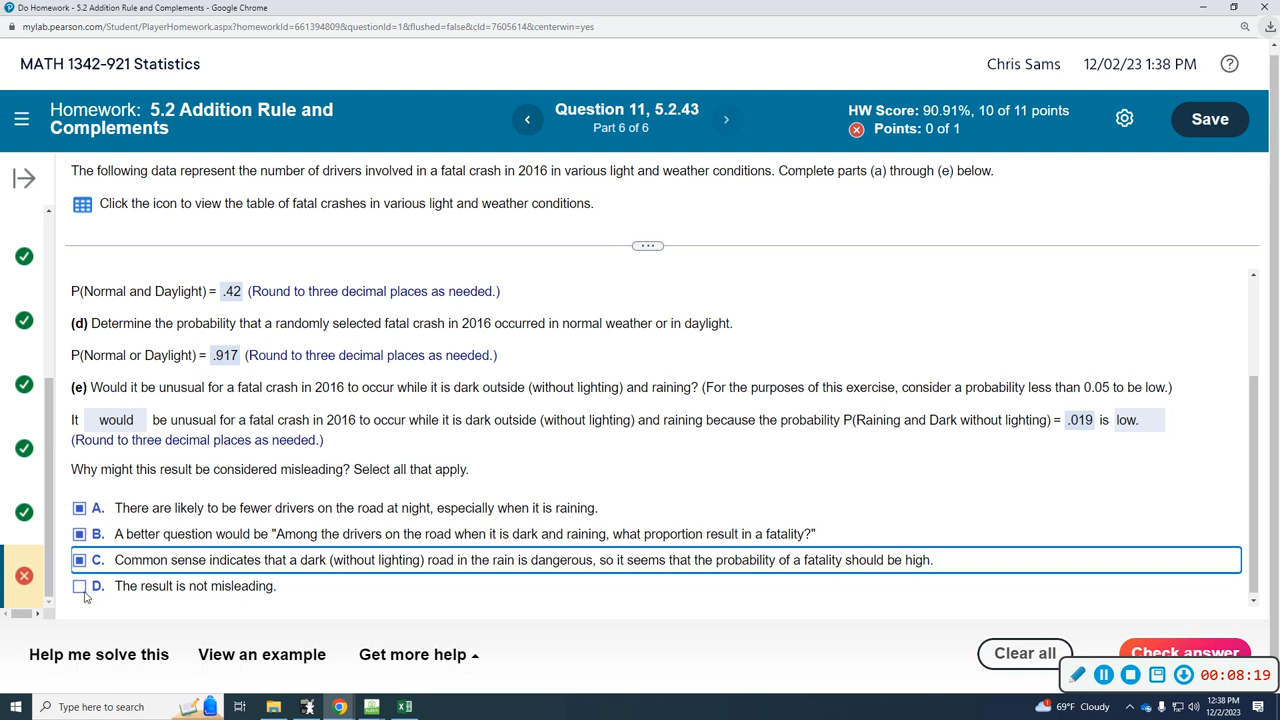 Do Homework - 5.2 Addition Rule and Complements - Google Chrome
mylab.pearson.com/Student/PlayerHomework.aspx?homeworkId=661394809&questionId=1&flushed=false&cId=7605614&centerwin=yes
MATH 1342-921 Statistics
Chris Sams
12/02/23 1:38 PM
Homework: 5.2 Addition Rule and
Complements
Question 11, 5.2.43
Part 6 of 6
HW Score: 90.91%, 10 of 11 points
Points: 0 of 1
Save
The following data represent the number of drivers involved in a fatal crash in 2016 in various light and weather conditions. Complete parts (a) through (e) below.
Click the icon to view the table of fatal crashes in various light and weather conditions.
P(Normal and Daylight) = .42 (Round to three decimal places as needed.)
(d) Determine the probability that a randomly selected fatal crash in 2016 occurred in normal weather or in daylight.
P(Normal or Daylight) = .917 (Round to three decimal places as needed.)
(e) Would it be unusual for a fatal crash in 2016 to occur while it is dark outside (without lighting) and raining? (For the purposes of this exercise, consider a probability less than 0.05 to be low.)
It would be unusual for a fatal crash in 2016 to occur while it is dark outside (without lighting) and raining because the probability P(Raining and Dark without lighting) = .019 is low.
(Round to three decimal places as needed.)
Why might this result be considered misleading? Select all that apply.
A. There are likely to be fewer drivers on the road at night, especially when it is raining.
B. A better question would be "Among the drivers on the road when it is dark and raining, what proportion result in a fatality?"
C. Common sense indicates that a dark (without lighting) road in the rain is dangerous, so it seems that the probability of a fatality should be high.
D. The result is not misleading.
Help me solve this
View an example
Get more help
Clear all
Check answer
00:08:19
Type here to search
69°F Cloudy
12:38 PM
12/2/2023